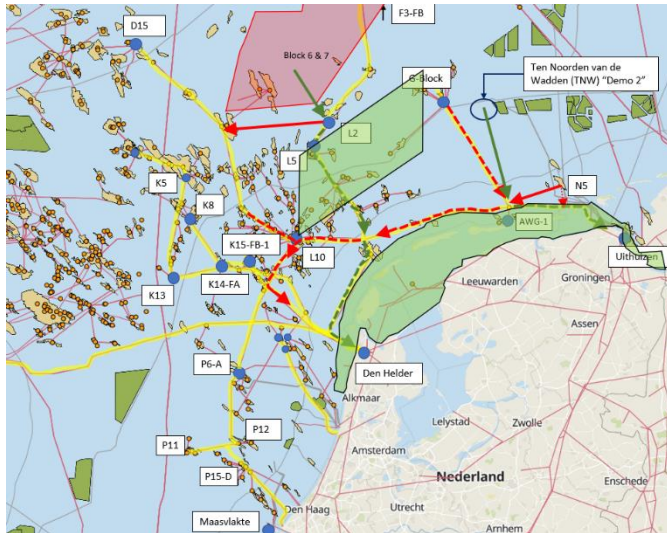 F3-FB
D15
Block 6 & 7
G-Block
Ten Noorden van de
Wadden (TNW) "Demo 2"
L2
L5
K5
N5
K8
AWG-1
K15-FB-1
L10
Uithuizen
K14-FA
K13
Leeuwarden
Groningen
Assen
P6-A
Den Helder
Alkmaar
Lelystad
Zwolle
P12
P11
Amsterdam
P15-D
Nederland
Enschede
Utrecht
Den Haag
Maasvlakte
Arnhem